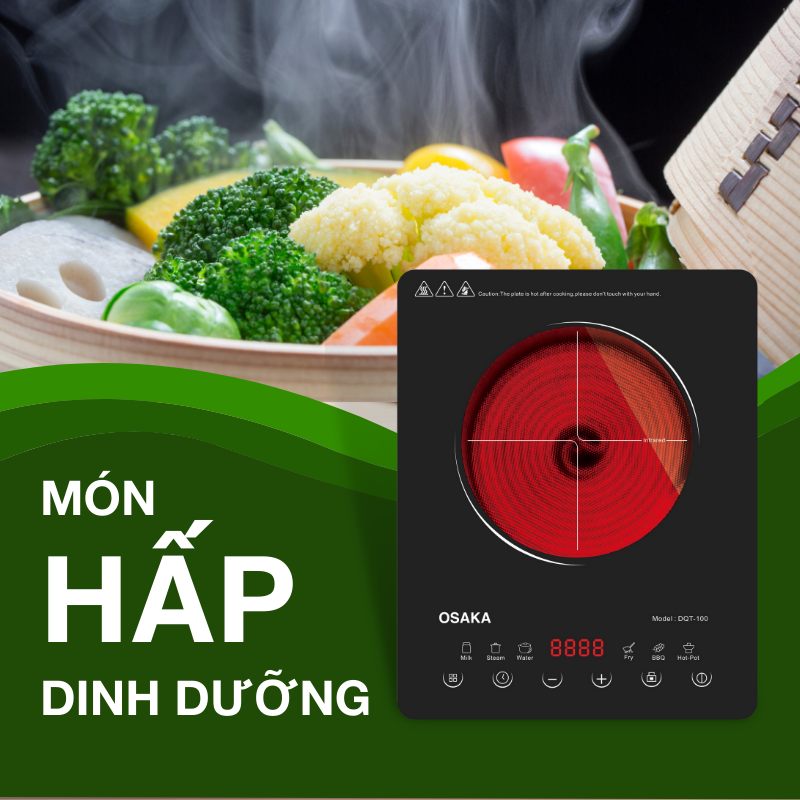 Caution:The plate is hot after cooking,please don't touch with your hand.
Infrared
MÓN
HẤP
DINH DƯỠNG
OSAKA
Model : DQT-100
8888
Milk Steam Water Fry BBQ Hot-Pot